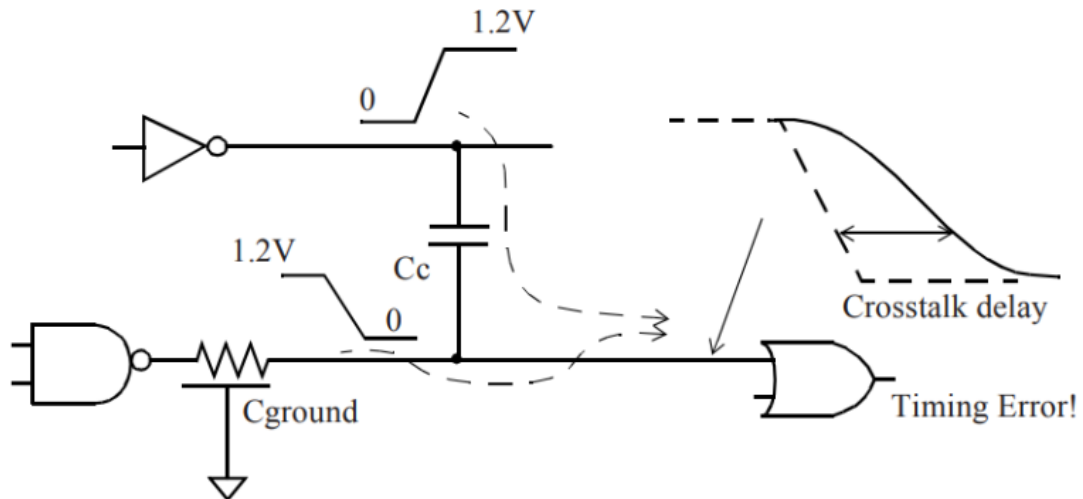 1.2V
0
1.2V
Cc
0
Crosstalk delay
Cground
Timing Error!